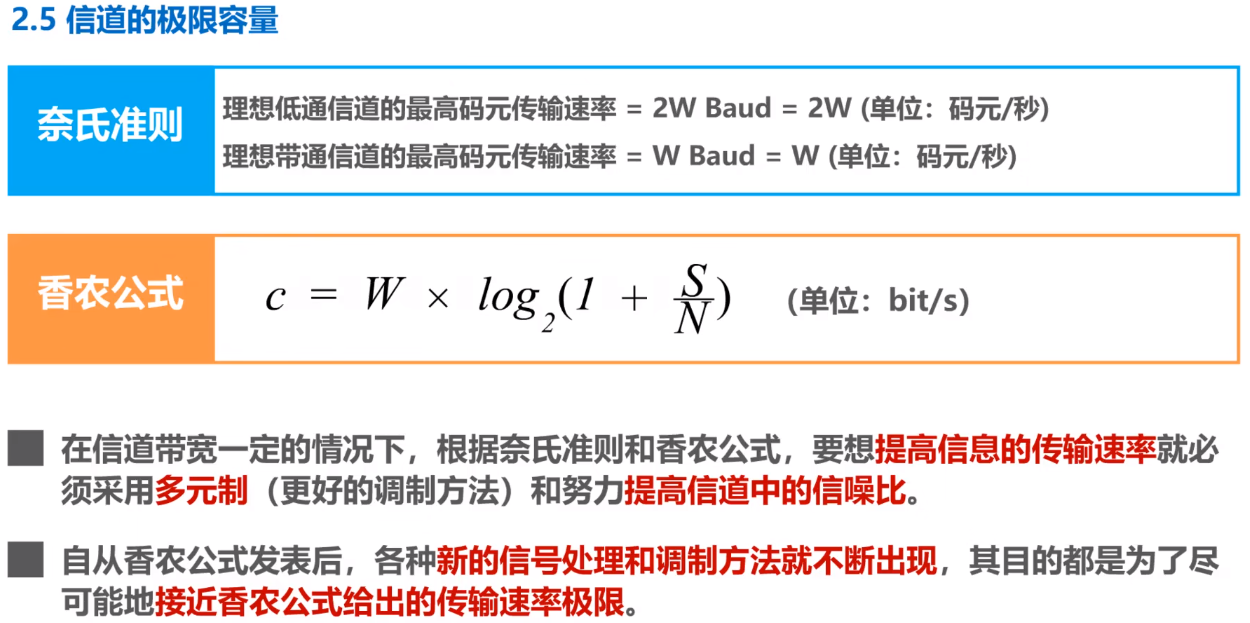 2.5 信道的极限容量
奈氏准则
理想低通信道的最高码元传输速率 = 2W Baud = 2W (单位：码元/秒)
理想带通信道的最高码元传输速率 = W Baud = W (单位：码元/秒)
香农公式
c = W × log₂(1 + S/N) (单位：bit/s)
在信道带宽一定的情况下，根据奈氏准则和香农公式，要想提高信息的传输速率就必
须采用多元制（更好的调制方法）和努力提高信道中的信噪比。
自从香农公式发表后，各种新的信号处理和调制方法就不断出现，其目的都是为了尽
可能地接近香农公式给出的传输速率极限。